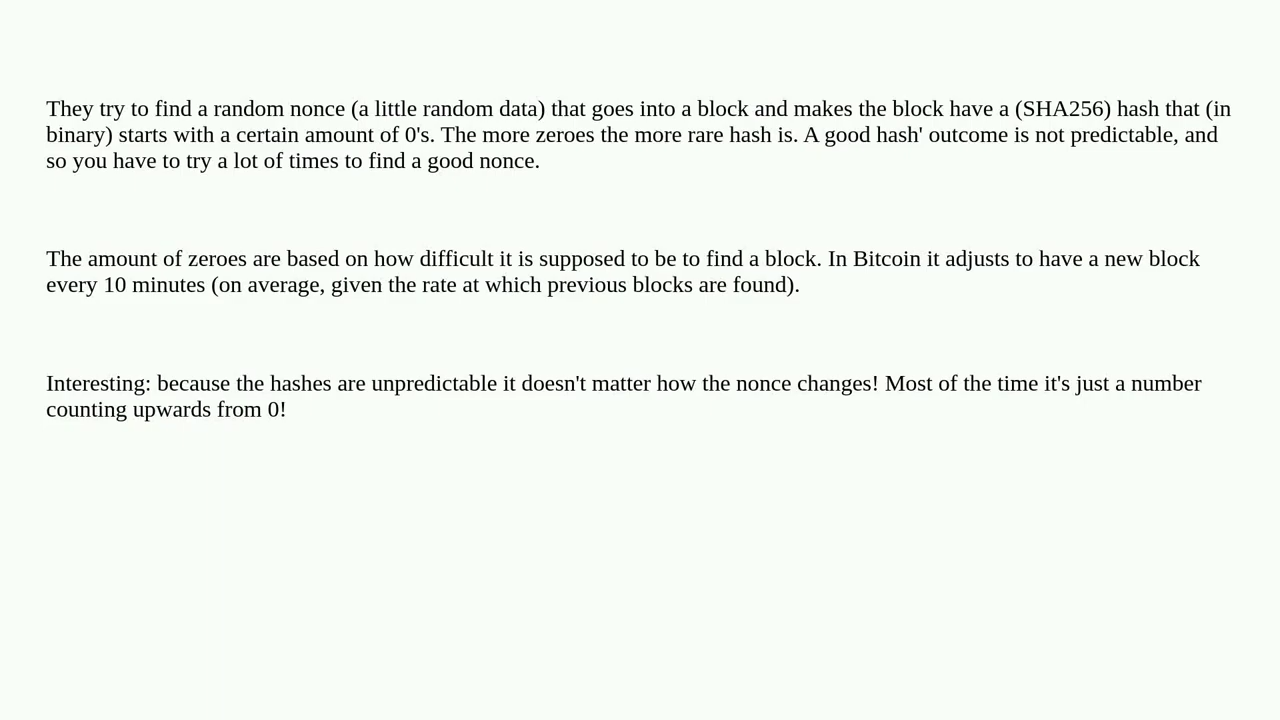 They try to find a random nonce (a little random data) that goes into a block and makes the block have a (SHA256) hash that (in
binary) starts with a certain amount of 0's. The more zeroes the more rare hash is. A good hash' outcome is not predictable, and
so you have to try a lot of times to find a good nonce.
The amount of zeroes are based on how difficult it is supposed to be to find a block. In Bitcoin it adjusts to have a new block
every 10 minutes (on average, given the rate at which previous blocks are found).
Interesting: because the hashes are unpredictable it doesn't matter how the nonce changes! Most of the time it's just a number
counting upwards from 0!